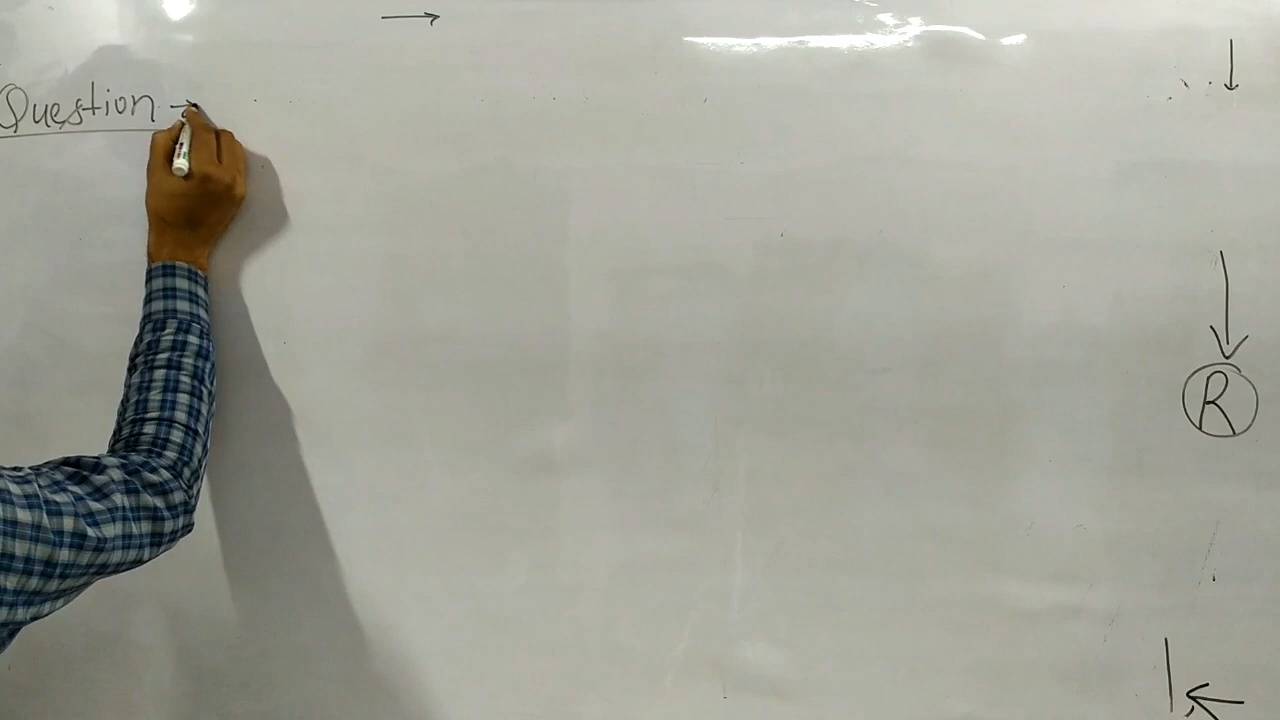 →
↓
Question →
↓
R
|←